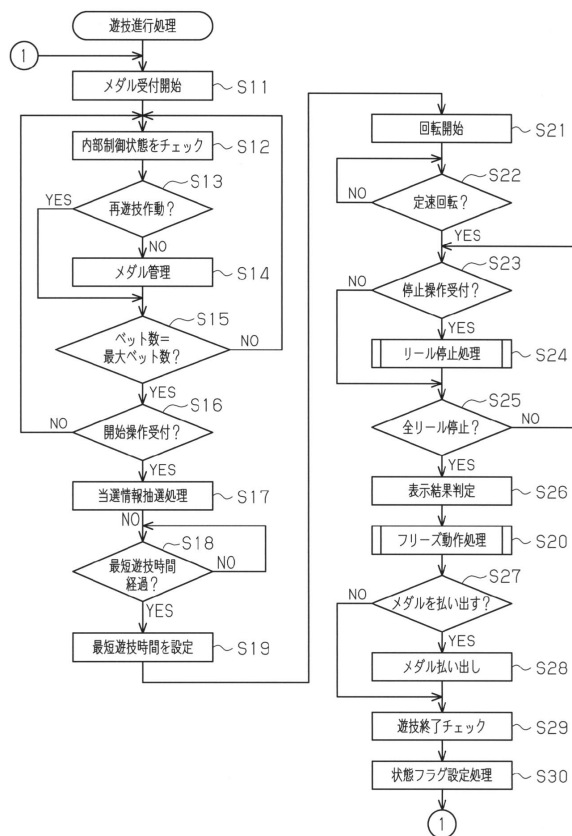 遊技進行処理
1
メダル受付開始 S11
内部制御状態をチェック S12
S13
YES
再遊技作動?
NO
メダル管理 S14
S15
ベット数=
最大ベット数?
NO
YES
S16
NO
開始操作受付?
YES
当選情報抽選処理 S17
NO
S18
最短遊技時間
経過?
NO
YES
最短遊技時間を設定 S19
回転開始 S21
S22
NO
定速回転?
YES
S23
NO
停止操作受付?
YES
リール停止処理 S24
S25
全リール停止?
NO
YES
表示結果判定 S26
フリーズ動作処理 S20
S27
NO
メダルを払い出す?
YES
メダル払い出し S28
遊技終了チェック S29
状態フラグ設定処理 S30
1